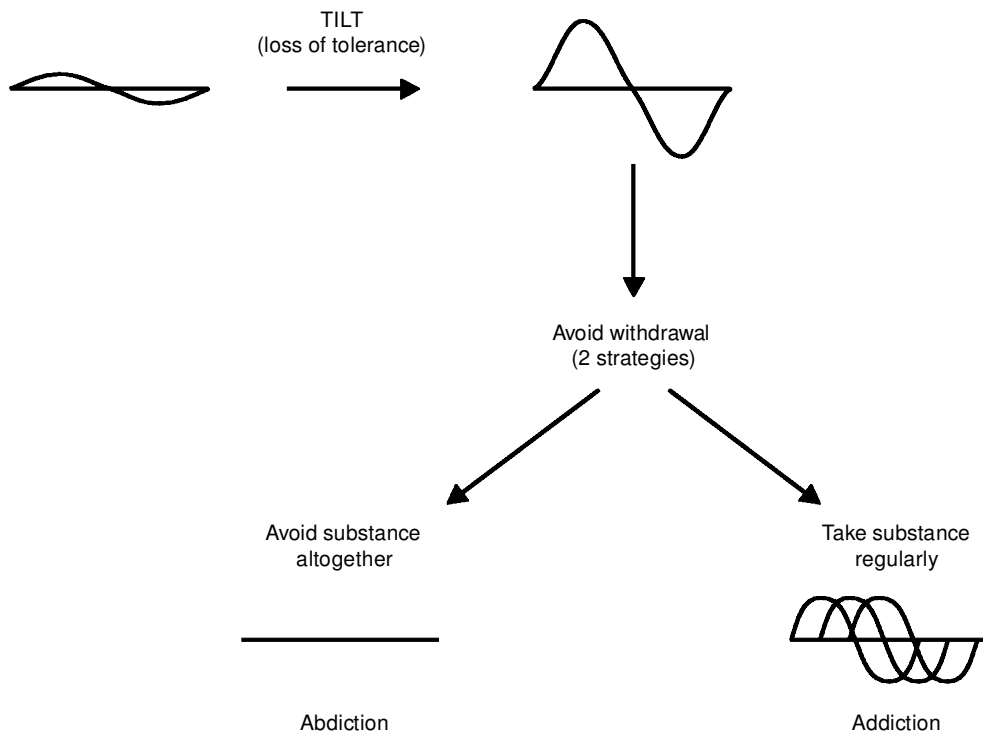 TILT
(loss of tolerance)
Avoid withdrawal
(2 strategies)
Avoid substance
altogether
Take substance
regularly
Abdiction
Addiction